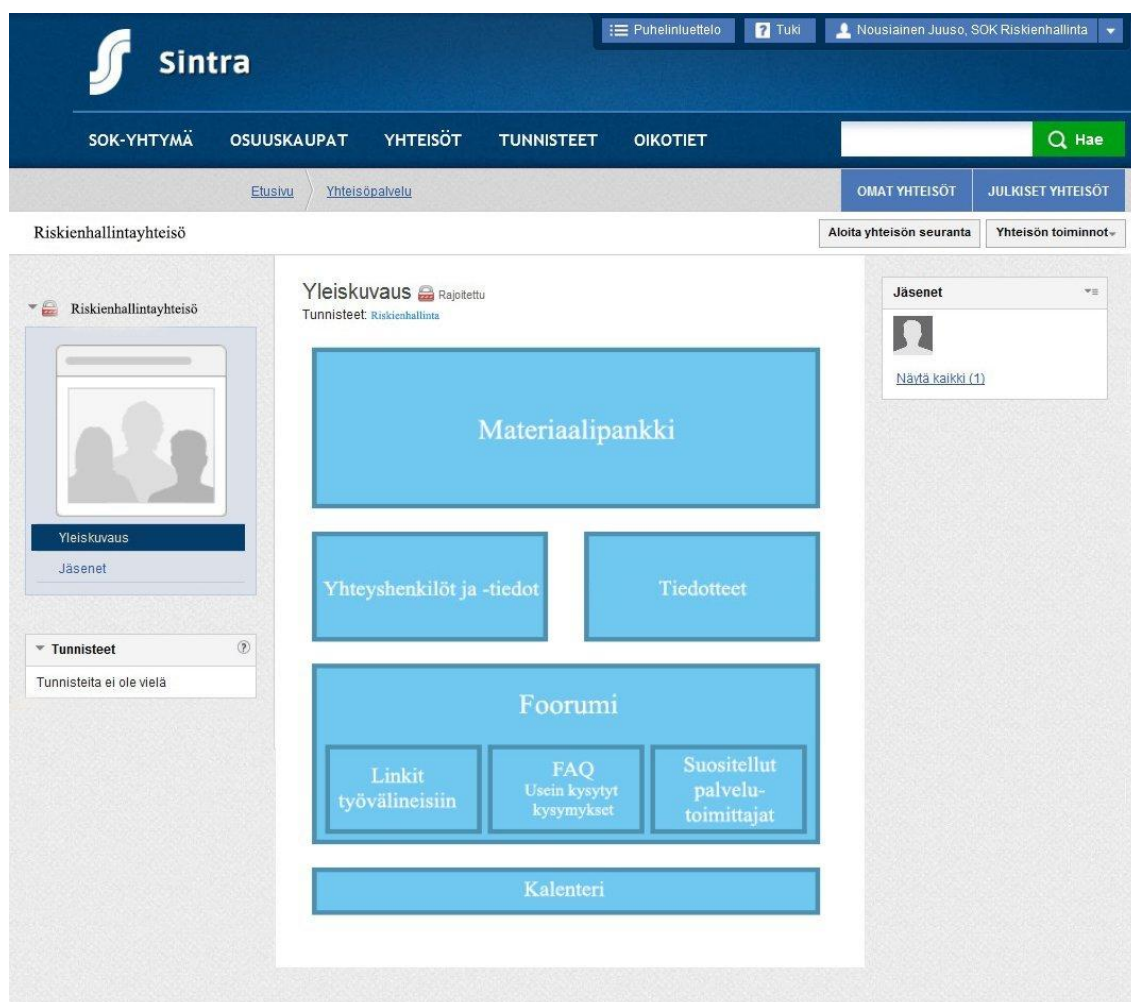 Puhelinluettelo
Tuki
Nousiainen Juuso, SOK Riskienhallinta
Sintra
SOK-YHTYMÄ
OSUUSKAUPAT
YHTEISÖT
TUNNISTEET
OIKOTIET
Hae
Etusivu
Yhteisöpalvelu
OMAT YHTEISÖT
JULKISET YHTEISÖT
Riskienhallintayhteisö
Aloita yhteisön seuranta
Yhteisön toiminnot
Riskienhallintayhteisö
Yleiskuvaus
Jäsenet
Tunnisteet
?
Tunnisteita ei ole vielä
Yleiskuvaus Rajoitettu
Tunnisteet: Riskienhallinta
Materiaalipankki
Yhteyshenkilöt ja -tiedot
Tiedotteet
Foorumi
Linkit
työvälineisiin
FAQ
Usein kysytyt
kysymykset
Suositellut
palvelu-
toimittajat
Kalenteri
Jäsenet
Näytä kaikki (1)